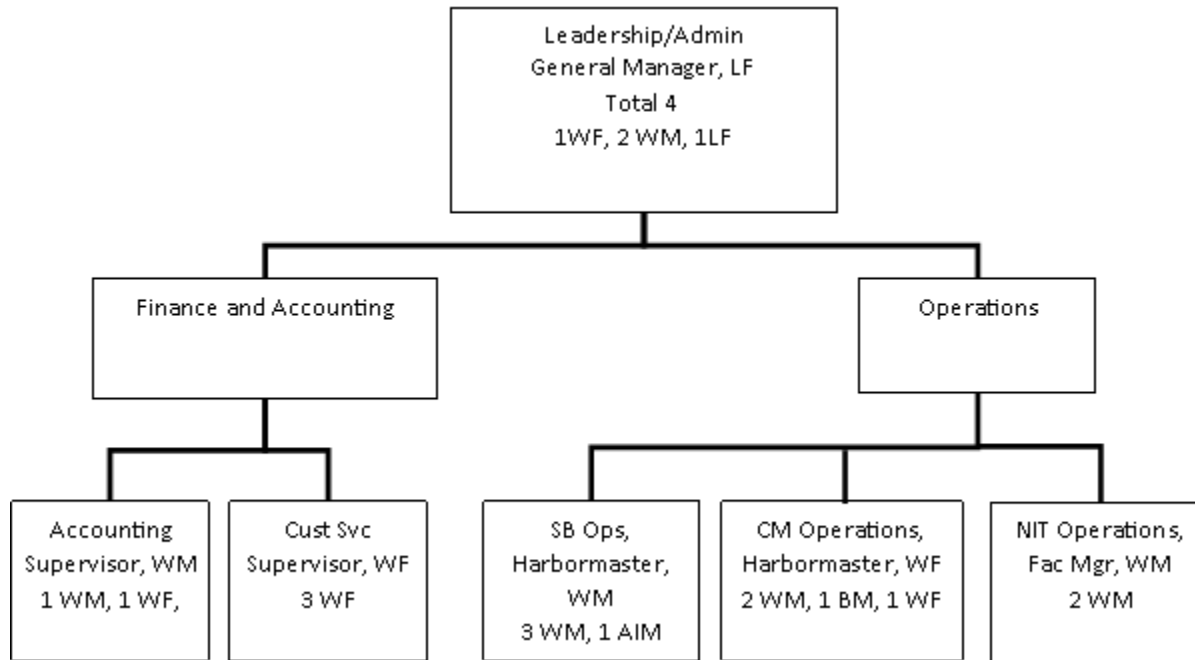 Leadership/Admin
General Manager, LF
Total 4
1WF, 2 WM, 1LF
Finance and Accounting
Operations
Accounting
Supervisor, WM
1 WM, 1 WF,
Cust Svc
Supervisor, WF
3 WF
SB Ops,
Harbormaster,
WM
3 WM, 1 AIM
CM Operations,
Harbormaster, WF
2 WM, 1 BM, 1 WF
NIT Operations,
Fac Mgr, WM
2 WM